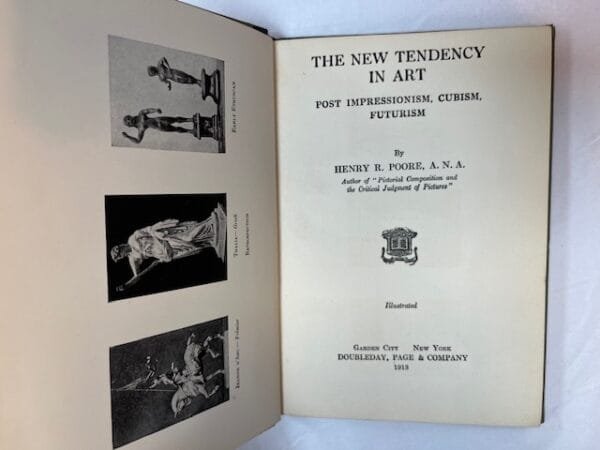 EARLY ETRUSCAN
THE NEW TENDENCY
IN ART
POST IMPRESSIONISM, CUBISM,
FUTURISM
By
HENRY R. POORE, A. N. A.
Author of "Pictorial Composition and
the Critical Judgment of Pictures"
Illustrated
GARDEN CITY NEW YORK
DOUBLEDAY, PAGE & COMPANY
1913